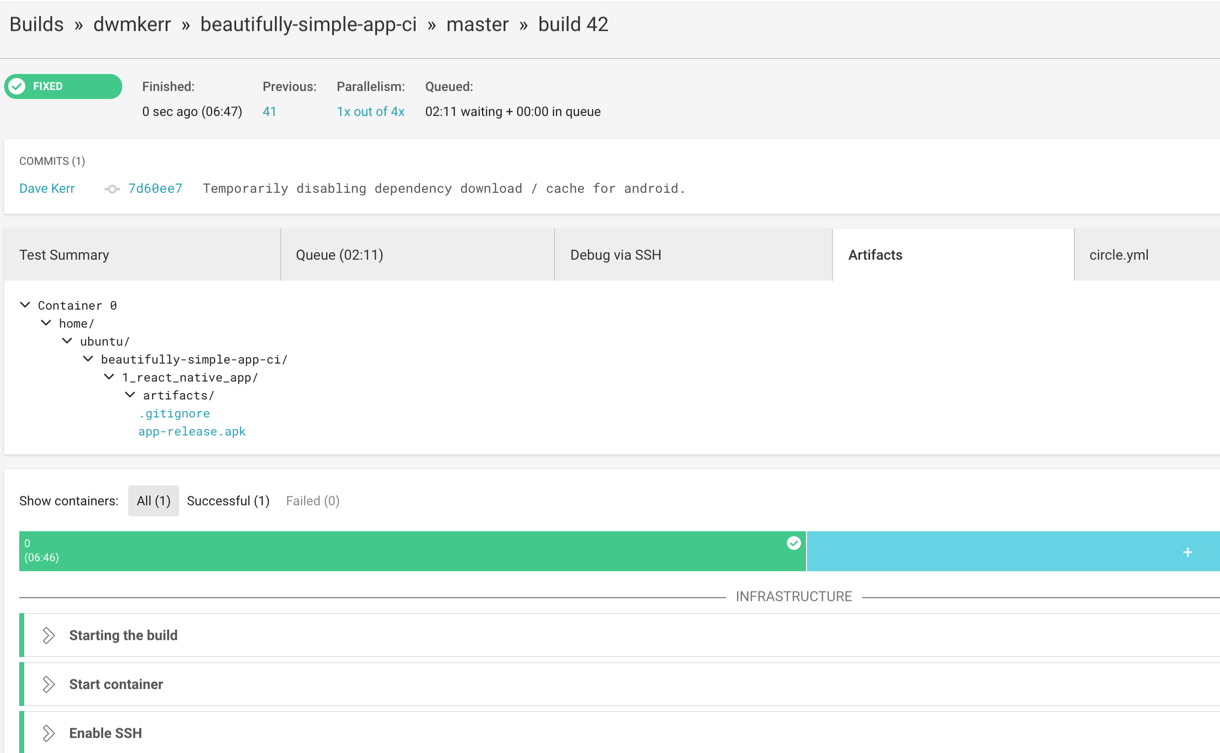 Builds » dwmkerr » beautifully-simple-app-ci » master » build 42
FIXED
Finished: Previous: Parallelism: Queued:
0 sec ago (06:47) 41 1x out of 4x 02:11 waiting + 00:00 in queue
COMMITS (1)
Dave Kerr 7d60ee7 Temporarily disabling dependency download / cache for android.
Test Summary Queue (02:11) Debug via SSH Artifacts circle.yml
Container 0
home/
ubuntu/
beautifully-simple-app-ci/
1_react_native_app/
artifacts/
.gitignore
app-release.apk
Show containers: All (1) Successful (1) Failed (0)
0
(06:46)
+
INFRASTRUCTURE
Starting the build
Start container
Enable SSH